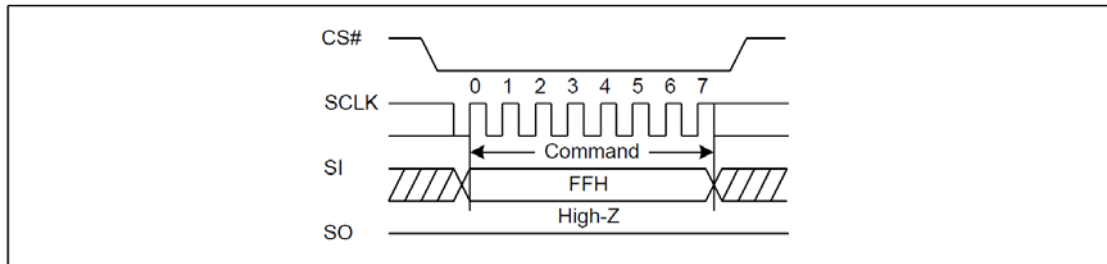 CS#
0 1 2 3 4 5 6 7
SCLK
Command
SI
FFH
High-Z
SO